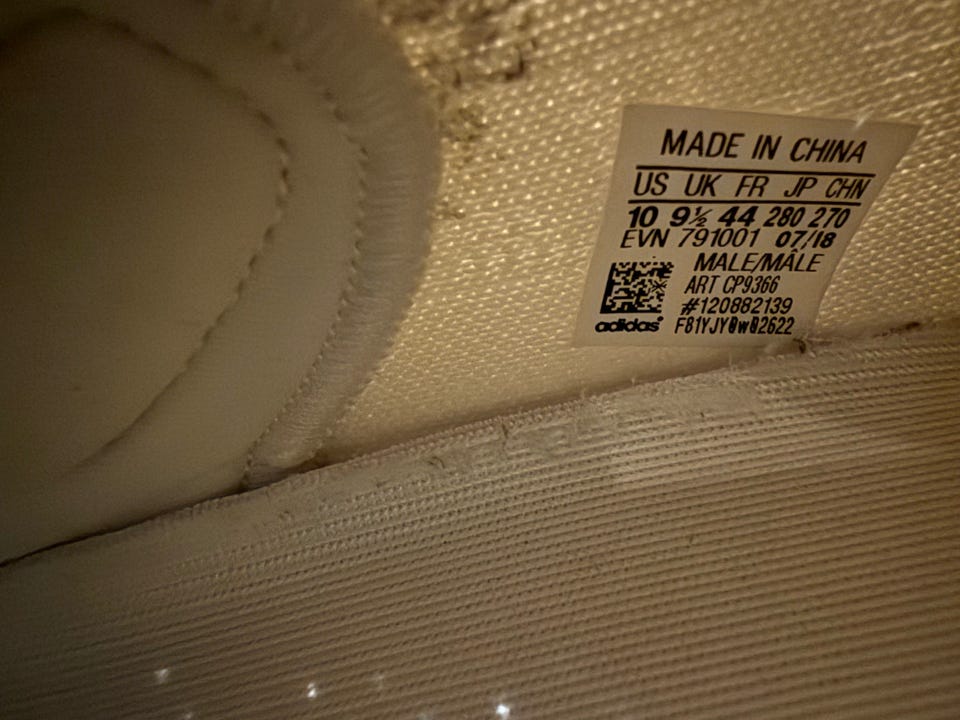 MADE IN CHINA
US UK FR JP CHN
10 9½ 44 280 270
EVN 791001 07/18
MALE/MÂLE
ART CP9366
#120882139
adidas